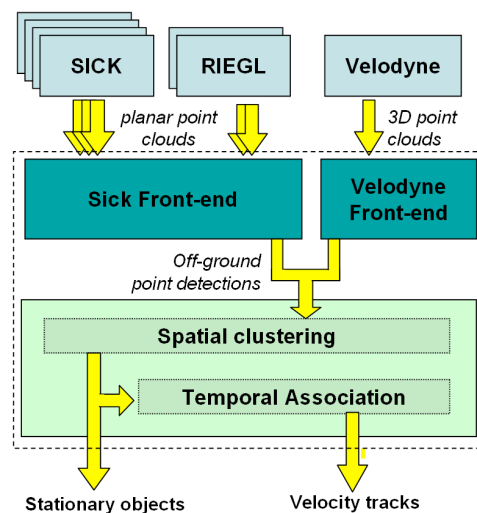 SICK
RIEGL
Velodyne
planar point
clouds
3D point
clouds
Sick Front-end
Velodyne
Front-end
Off-ground
point detections
Spatial clustering
Temporal Association
Stationary objects
Velocity tracks